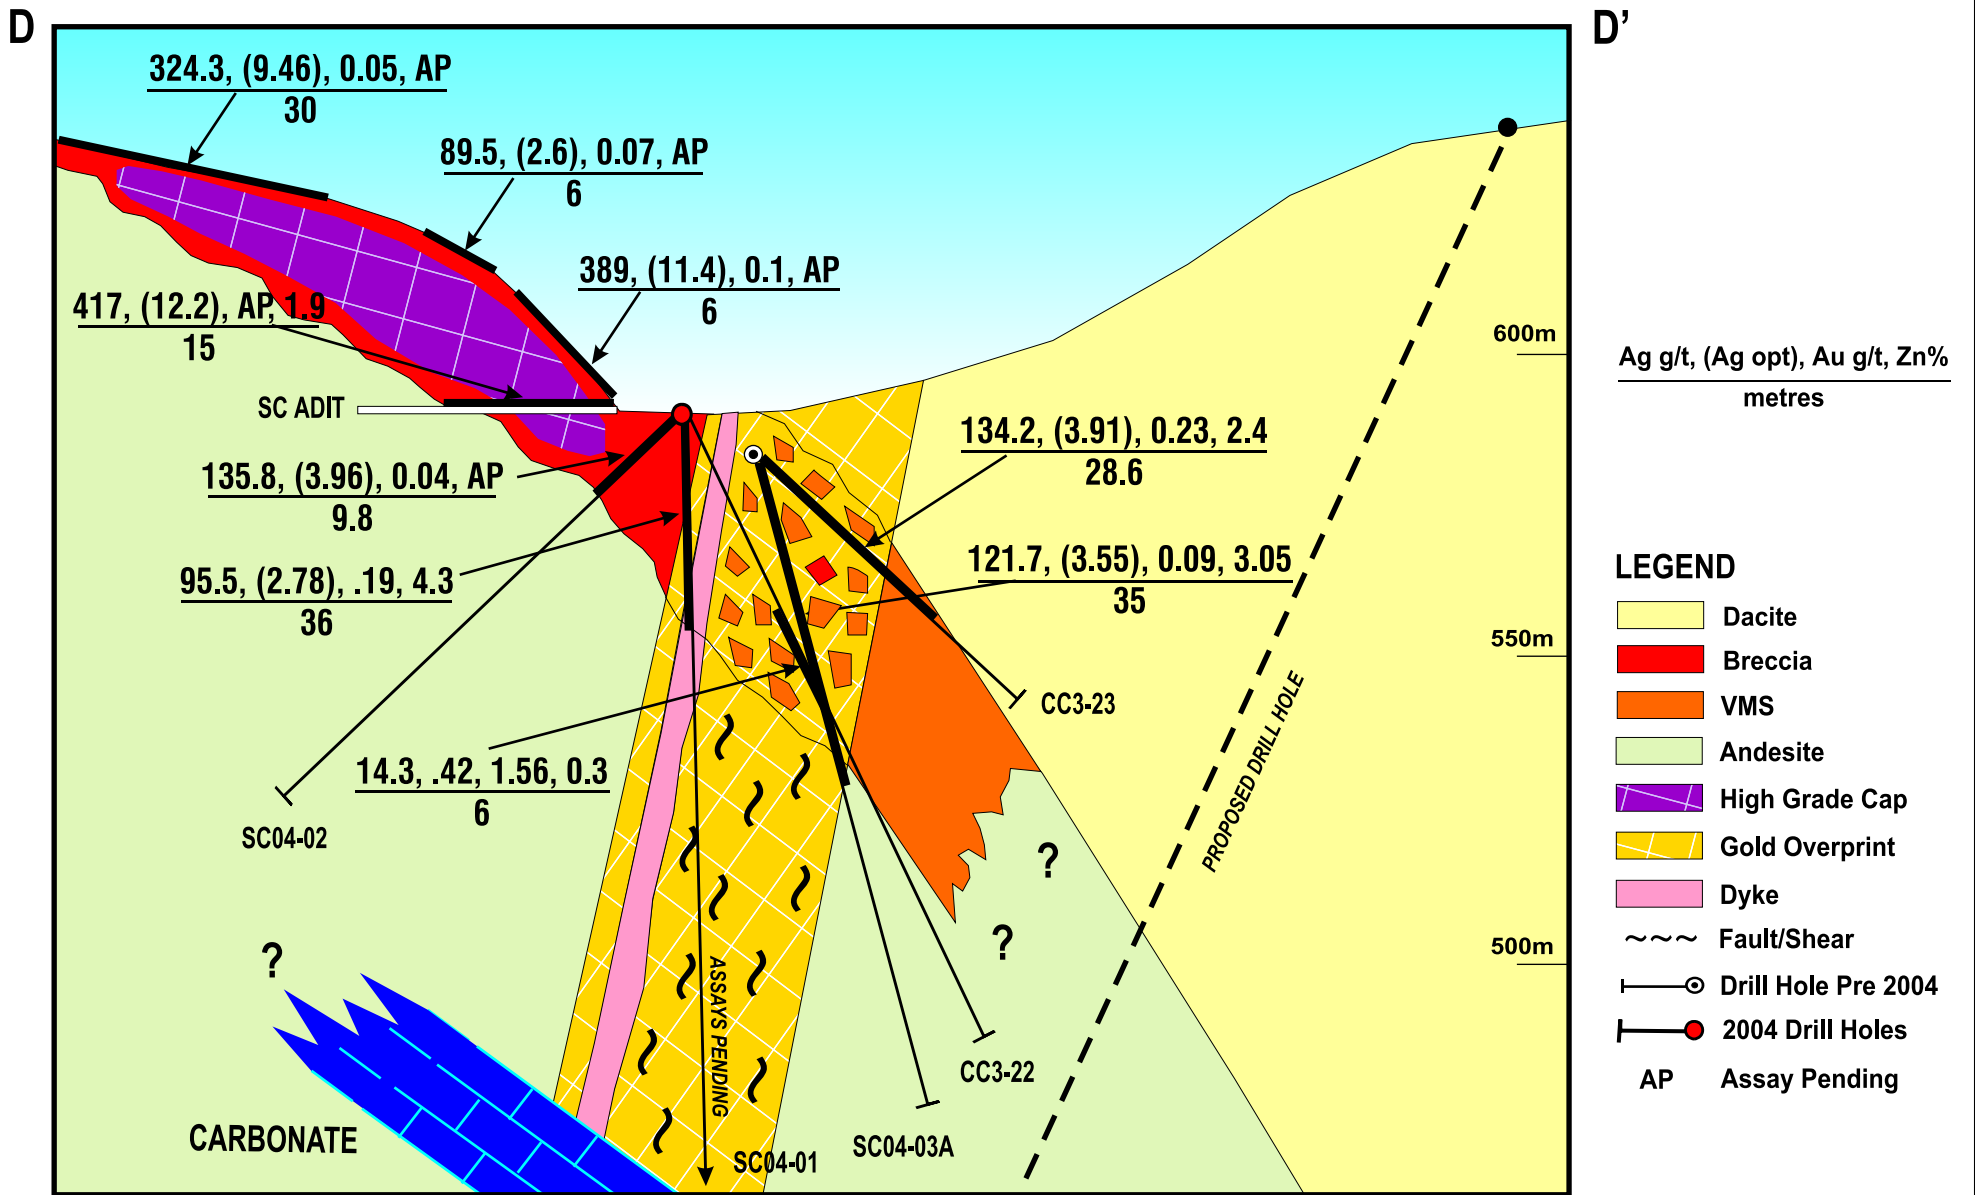 D
D’
324.3, (9.46), 0.05, AP
30
89.5, (2.6), 0.07, AP
6
389, (11.4), 0.1, AP
6
417, (12.2), AP, 1.9
15
SC ADIT
135.8, (3.96), 0.04, AP
9.8
95.5, (2.78), .19, 4.3
36
134.2, (3.91), 0.23, 2.4
28.6
121.7, (3.55), 0.09, 3.05
35
14.3, .42, 1.56, 0.3
6
SC04-02
CC3-23
CC3-22
SC04-03A
SC04-01
ASSAYS PENDING
PROPOSED DRILL HOLE
?
?
?
CARBONATE
600m
550m
500m
Ag g/t, (Ag opt), Au g/t, Zn%
metres
LEGEND
Dacite
Breccia
VMS
Andesite
High Grade Cap
Gold Overprint
Dyke
Fault/Shear
Drill Hole Pre 2004
2004 Drill Holes
AP Assay Pending